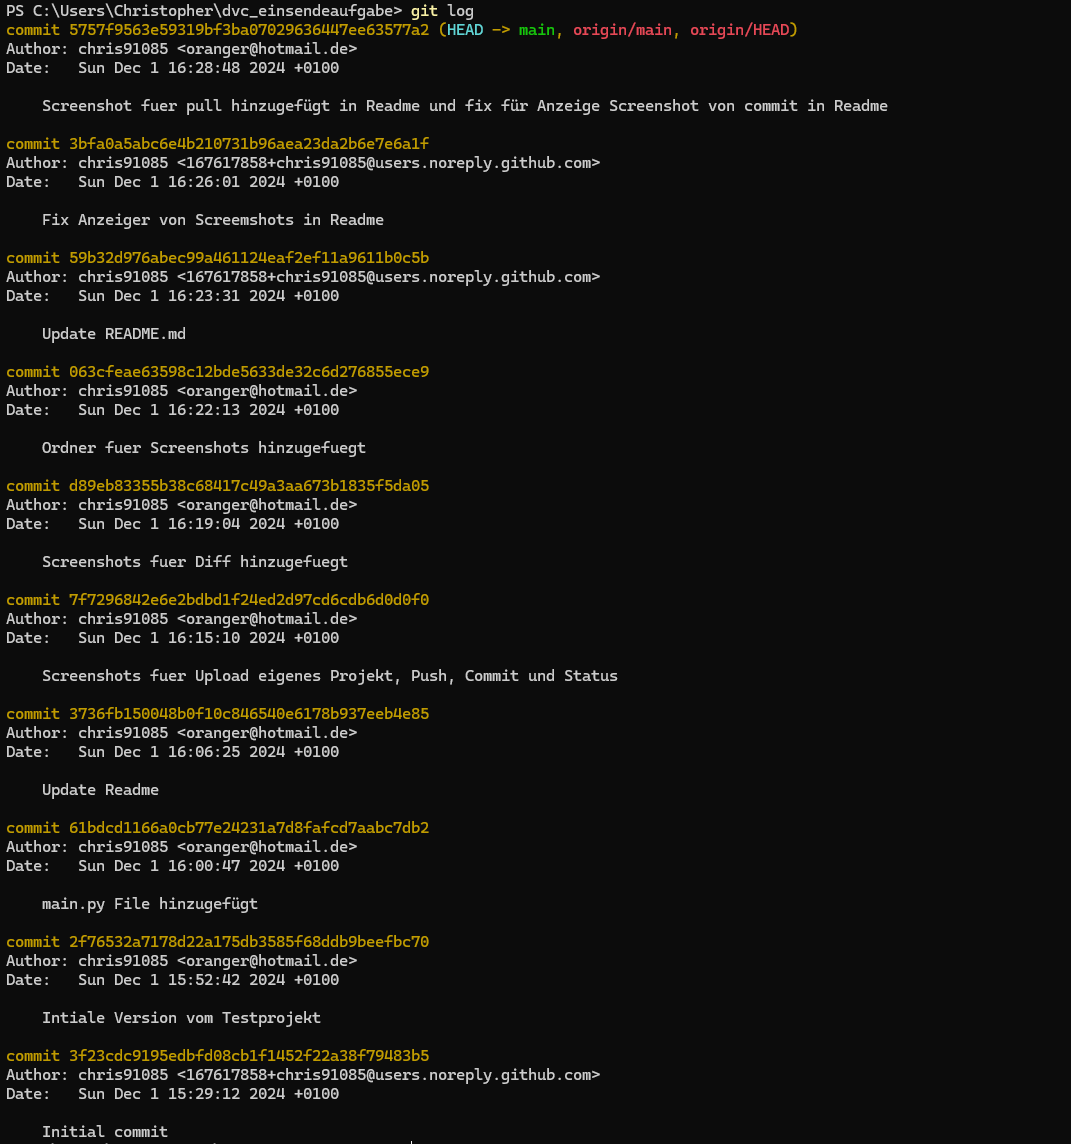 PS C:\Users\Christopher\dvc_einsendeaufgabe> git log
commit 5757f9563e59319bf3ba07029636447ee63577a2 (HEAD -> main, origin/main, origin/HEAD)
Author: chris91085 <oranger@hotmail.de>
Date:   Sun Dec 1 16:28:48 2024 +0100
Screenshot fuer pull hinzugefügt in Readme und fix für Anzeige Screenshot von commit in Readme
commit 3bfa0a5abc6e4b210731b96aea23da2b6e7e6a1f
Author: chris91085 <167617858+chris91085@users.noreply.github.com>
Date:   Sun Dec 1 16:26:01 2024 +0100
Fix Anzeiger von Screemshots in Readme
commit 59b32d976abec99a461124eaf2ef11a9611b0c5b
Author: chris91085 <167617858+chris91085@users.noreply.github.com>
Date:   Sun Dec 1 16:23:31 2024 +0100
Update README.md
commit 063cfeae63598c12bde5633de32c6d276855ece9
Author: chris91085 <oranger@hotmail.de>
Date:   Sun Dec 1 16:22:13 2024 +0100
Ordner fuer Screenshots hinzugefuegt
commit d89eb83355b38c68417c49a3aa673b1835f5da05
Author: chris91085 <oranger@hotmail.de>
Date:   Sun Dec 1 16:19:04 2024 +0100
Screenshots fuer Diff hinzugefuegt
commit 7f7296842e6e2bdbd1f24ed2d97cd6cdb6d0d0f0
Author: chris91085 <oranger@hotmail.de>
Date:   Sun Dec 1 16:15:10 2024 +0100
Screenshots fuer Upload eigenes Projekt, Push, Commit und Status
commit 3736fb150048b0f10c846540e6178b937eeb4e85
Author: chris91085 <oranger@hotmail.de>
Date:   Sun Dec 1 16:06:25 2024 +0100
Update Readme
commit 61bdcd1166a0cb77e24231a7d8fafcd7aabc7db2
Author: chris91085 <oranger@hotmail.de>
Date:   Sun Dec 1 16:00:47 2024 +0100
main.py File hinzugefügt
commit 2f76532a7178d22a175db3585f68ddb9beefbc70
Author: chris91085 <oranger@hotmail.de>
Date:   Sun Dec 1 15:52:42 2024 +0100
Intiale Version vom Testprojekt
commit 3f23cdc9195edbfd08cb1f1452f22a38f79483b5
Author: chris91085 <167617858+chris91085@users.noreply.github.com>
Date:   Sun Dec 1 15:29:12 2024 +0100
Initial commit